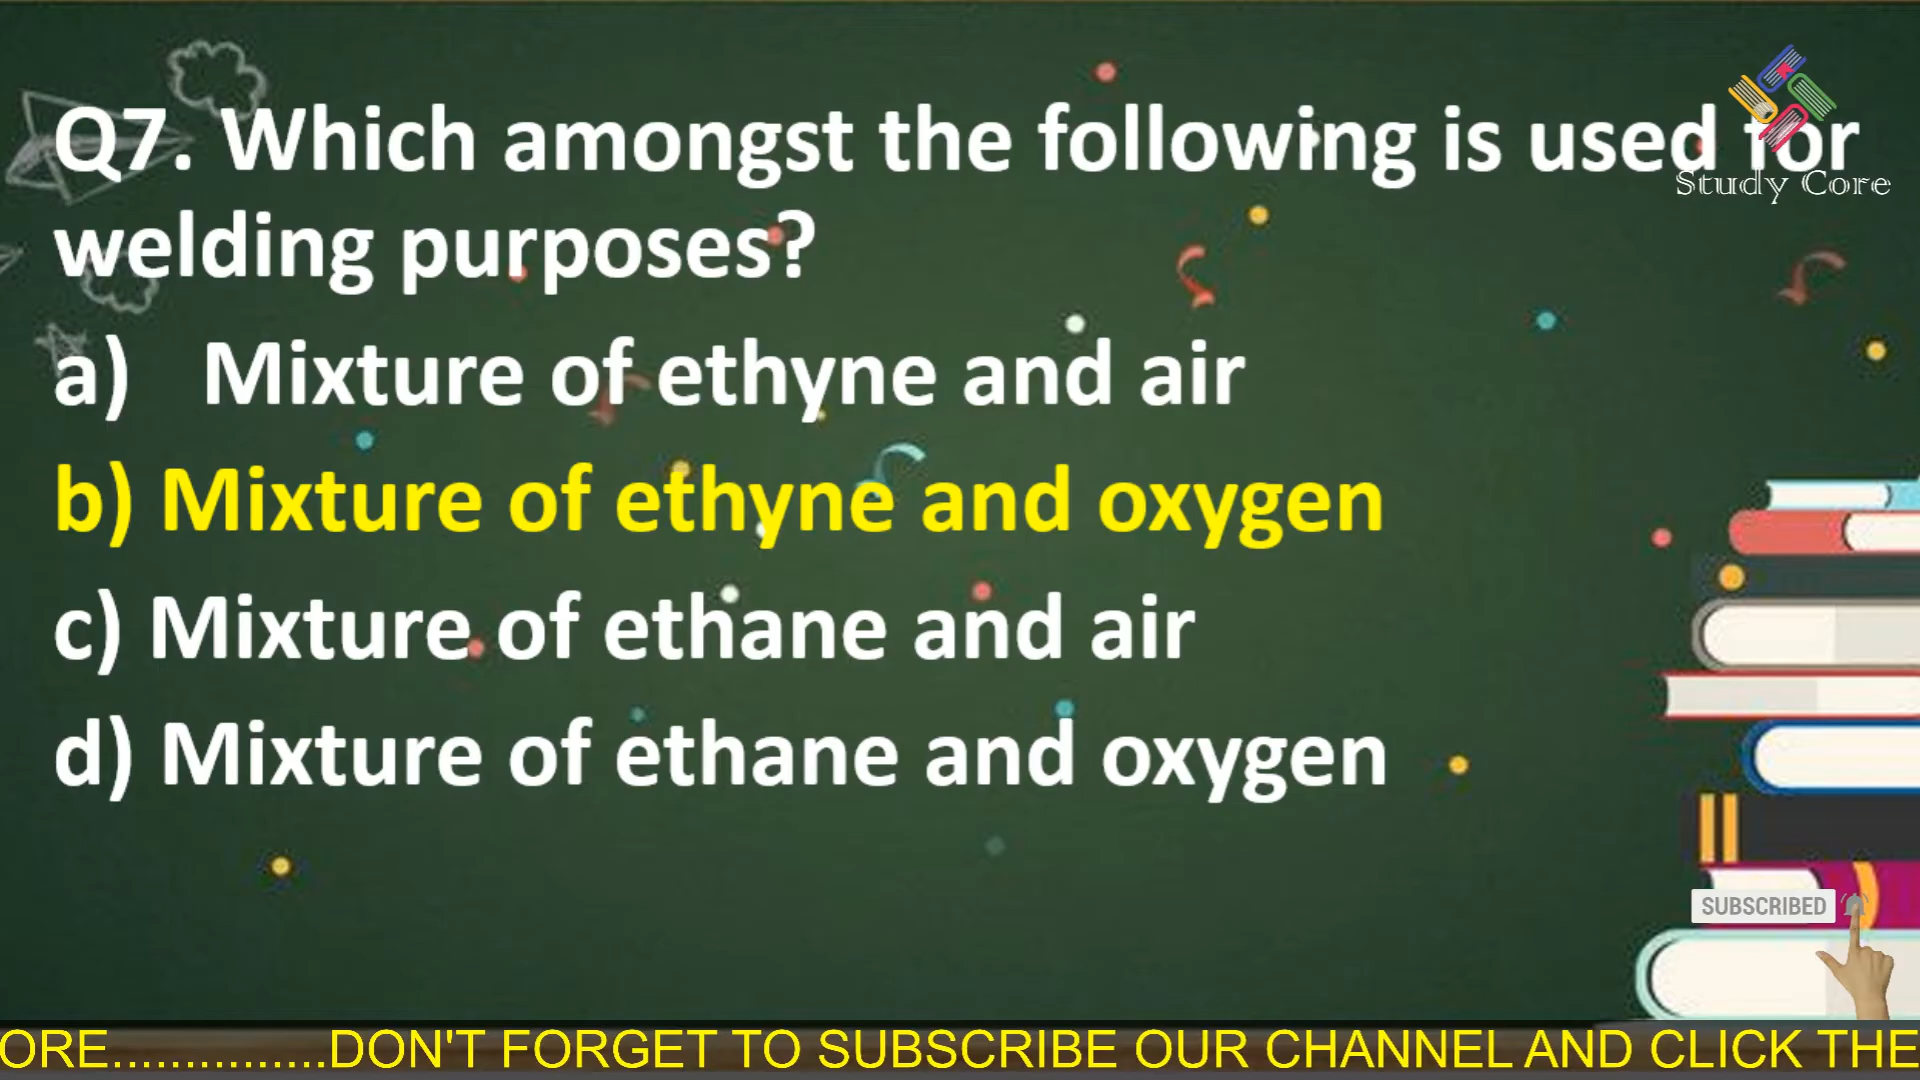 Q7. Which amongst the following is used for
Study Core
welding purposes?
a) Mixture of ethyne and air
b) Mixture of ethyne and oxygen
c) Mixture of ethane and air
d) Mixture of ethane and oxygen
SUBSCRIBED
ORE...............DON'T FORGET TO SUBSCRIBE OUR CHANNEL AND CLICK THE